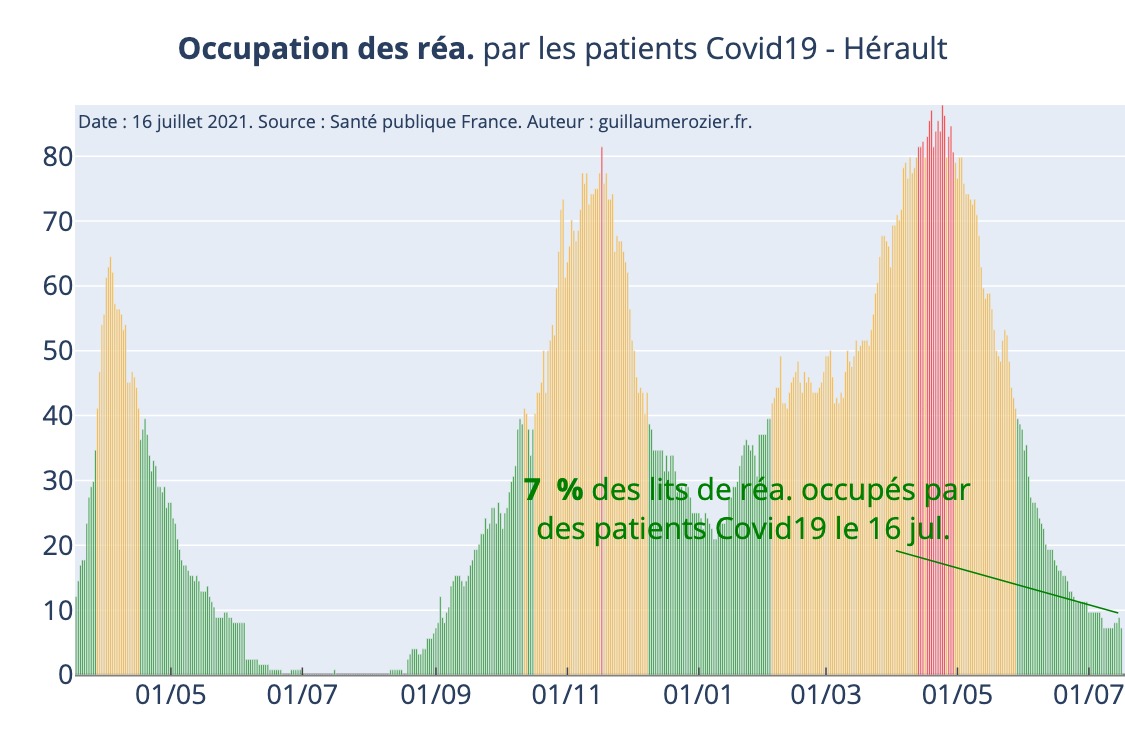 Occupation des réa. par les patients Covid19 - Hérault
Date : 16 juillet 2021. Source : Santé publique France. Auteur : guillaumerozier.fr.
80
70
60
50
40
30
7 % des lits de réa. occupés par
des patients Covid19 le 16 jul.
20
10
0
01/05 01/07 01/09 01/11 01/01 01/03 01/05 01/07